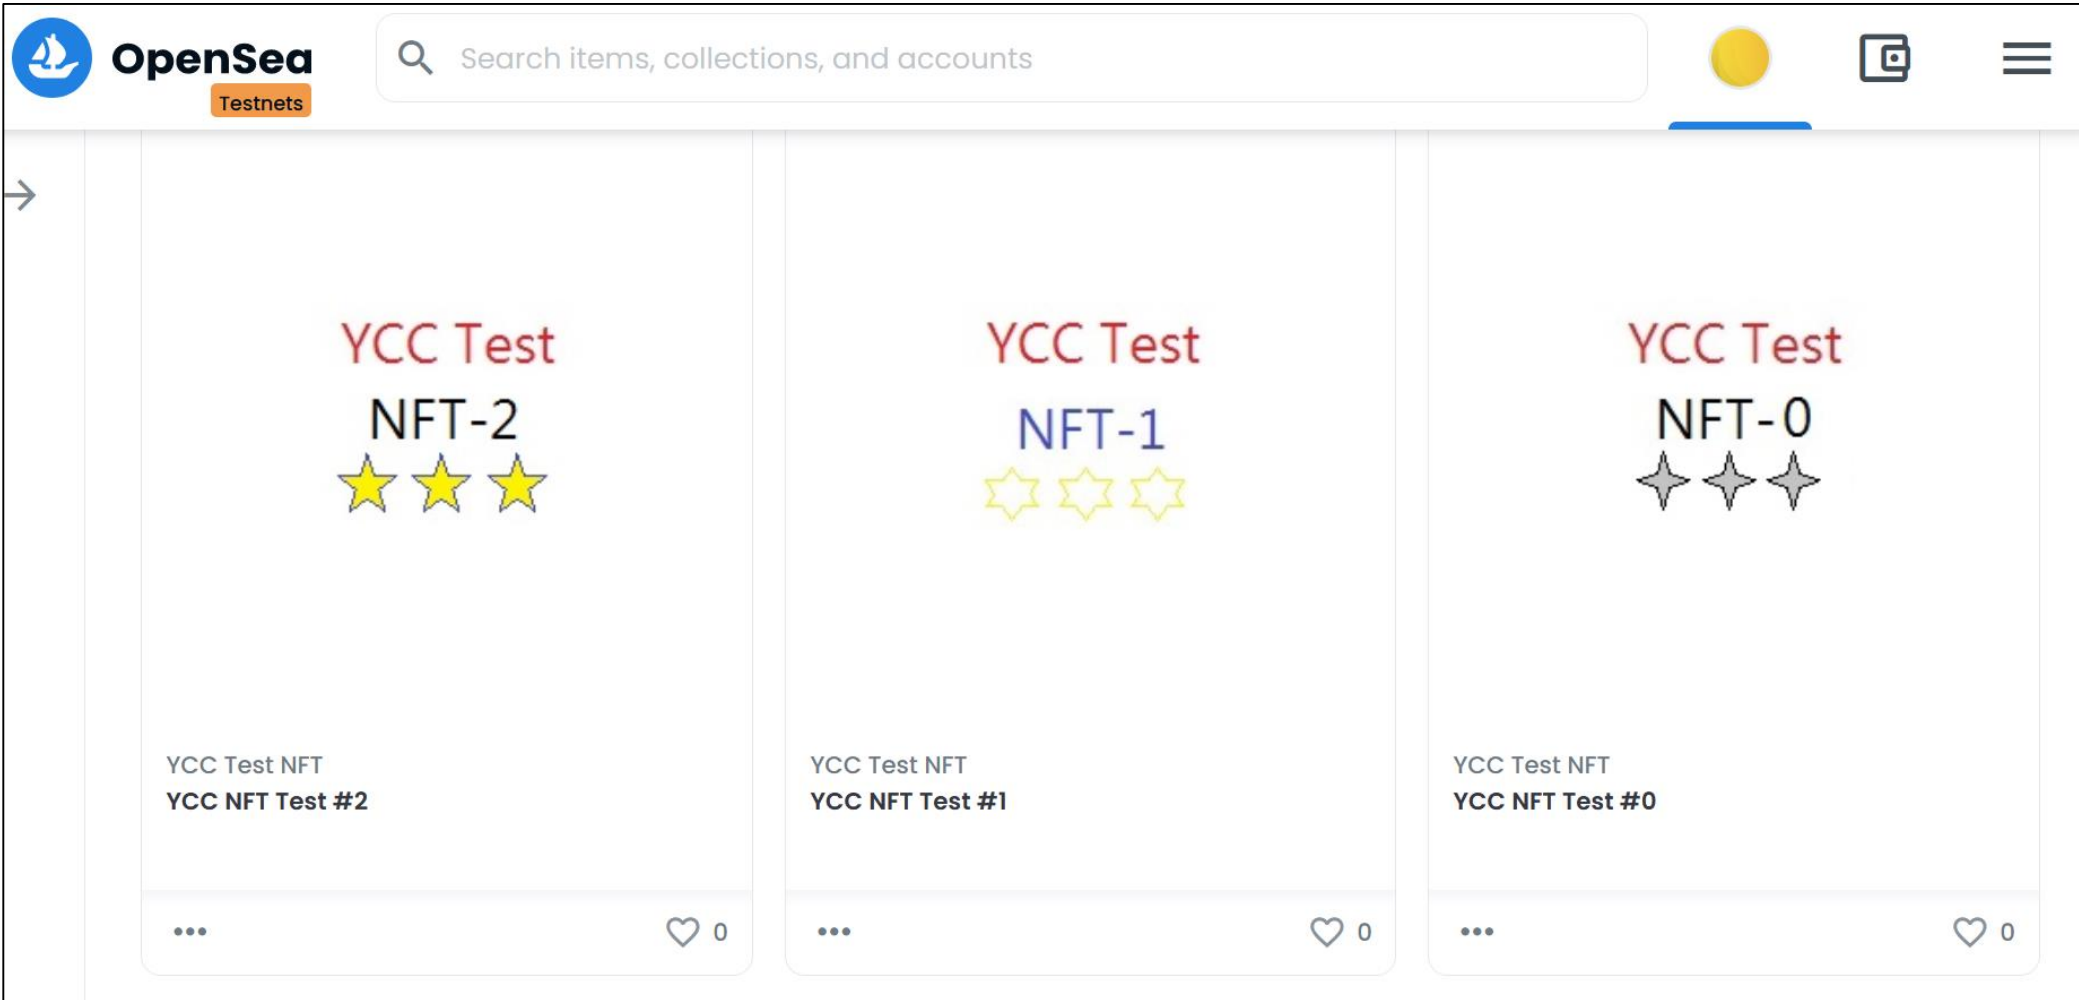 OpenSea
Testnets
Search items, collections, and accounts
YCC Test
NFT-2
YCC Test NFT
YCC NFT Test #2
0
YCC Test
NFT-1
YCC Test NFT
YCC NFT Test #1
0
YCC Test
NFT-0
YCC Test NFT
YCC NFT Test #0
0